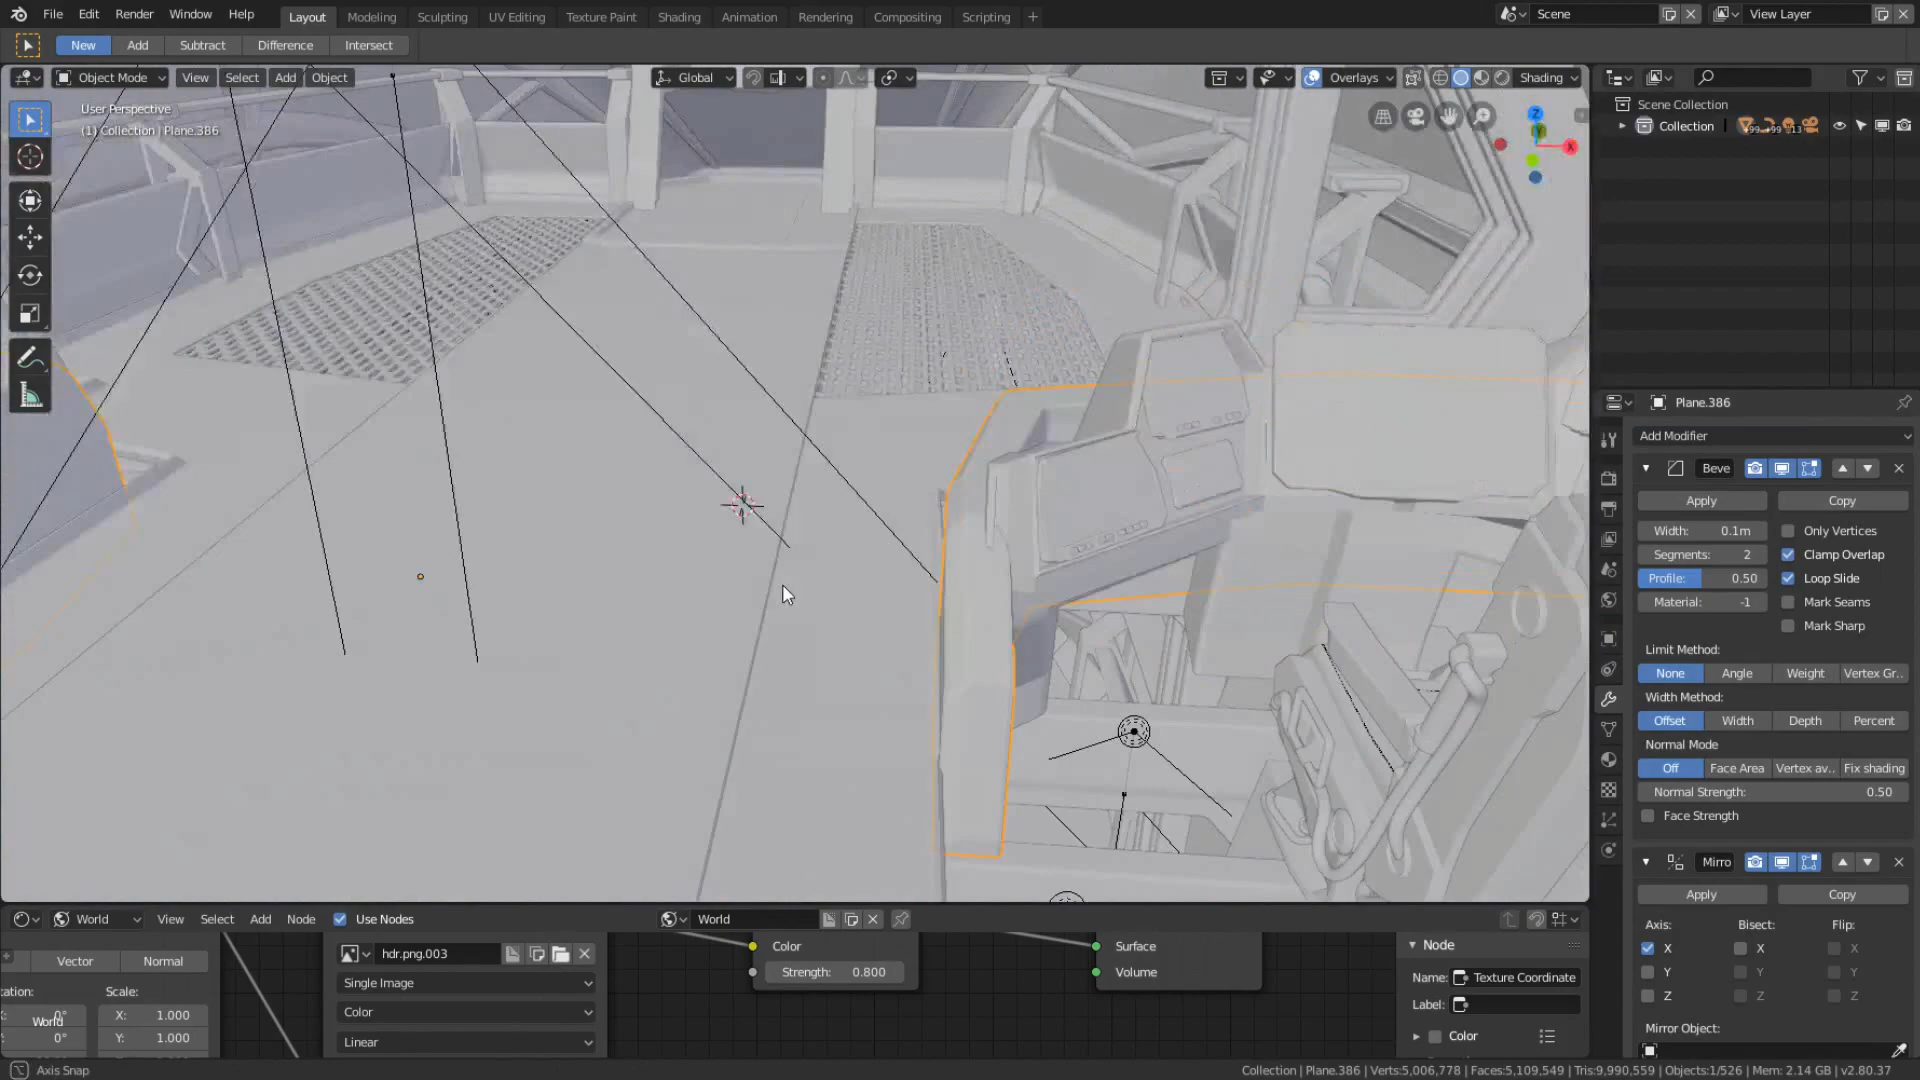 File Edit Render Window Help Layout Modeling Sculpting UV Editing Texture Paint Shading Animation Rendering Compositing Scripting + Scene View Layer
New Add Subtract Difference Intersect
Object Mode View Select Add Object Global Overlays Shading
User Perspective
(1) Collection | Plane.386
Z
Y
X
Scene Collection
Collection
Plane.386
Add Modifier
Beve
Apply Copy
Width: 0.1m Only Vertices
Segments: 2 Clamp Overlap
Profile: 0.50 Loop Slide
Material: -1 Mark Seams
Mark Sharp
Limit Method:
None Angle Weight Vertex Gr..
Width Method:
Offset Width Depth Percent
Normal Mode
Off Face Area Vertex av.. Fix shading
Normal Strength: 0.50
Face Strength
Mirro
Apply Copy
Axis: Bisect: Flip:
X X X
Y Y Y
Z Z Z
Mirror Object:
World View Select Add Node Use Nodes World
Vector Normal
tation: Scale:
0° X: 1.000
0° Y: 1.000
World
hdr.png.003
Single Image
Color
Linear
Color
Strength: 0.800
Surface
Volume
Node
Name: Texture Coordinate
Label:
Color
Axis Snap
Collection | Plane.386 | Verts:5,006,778 | Faces:5,109,549 | Tris:9,990,559 | Objects:1/526 | Mem: 2.14 GB | v2.80.37